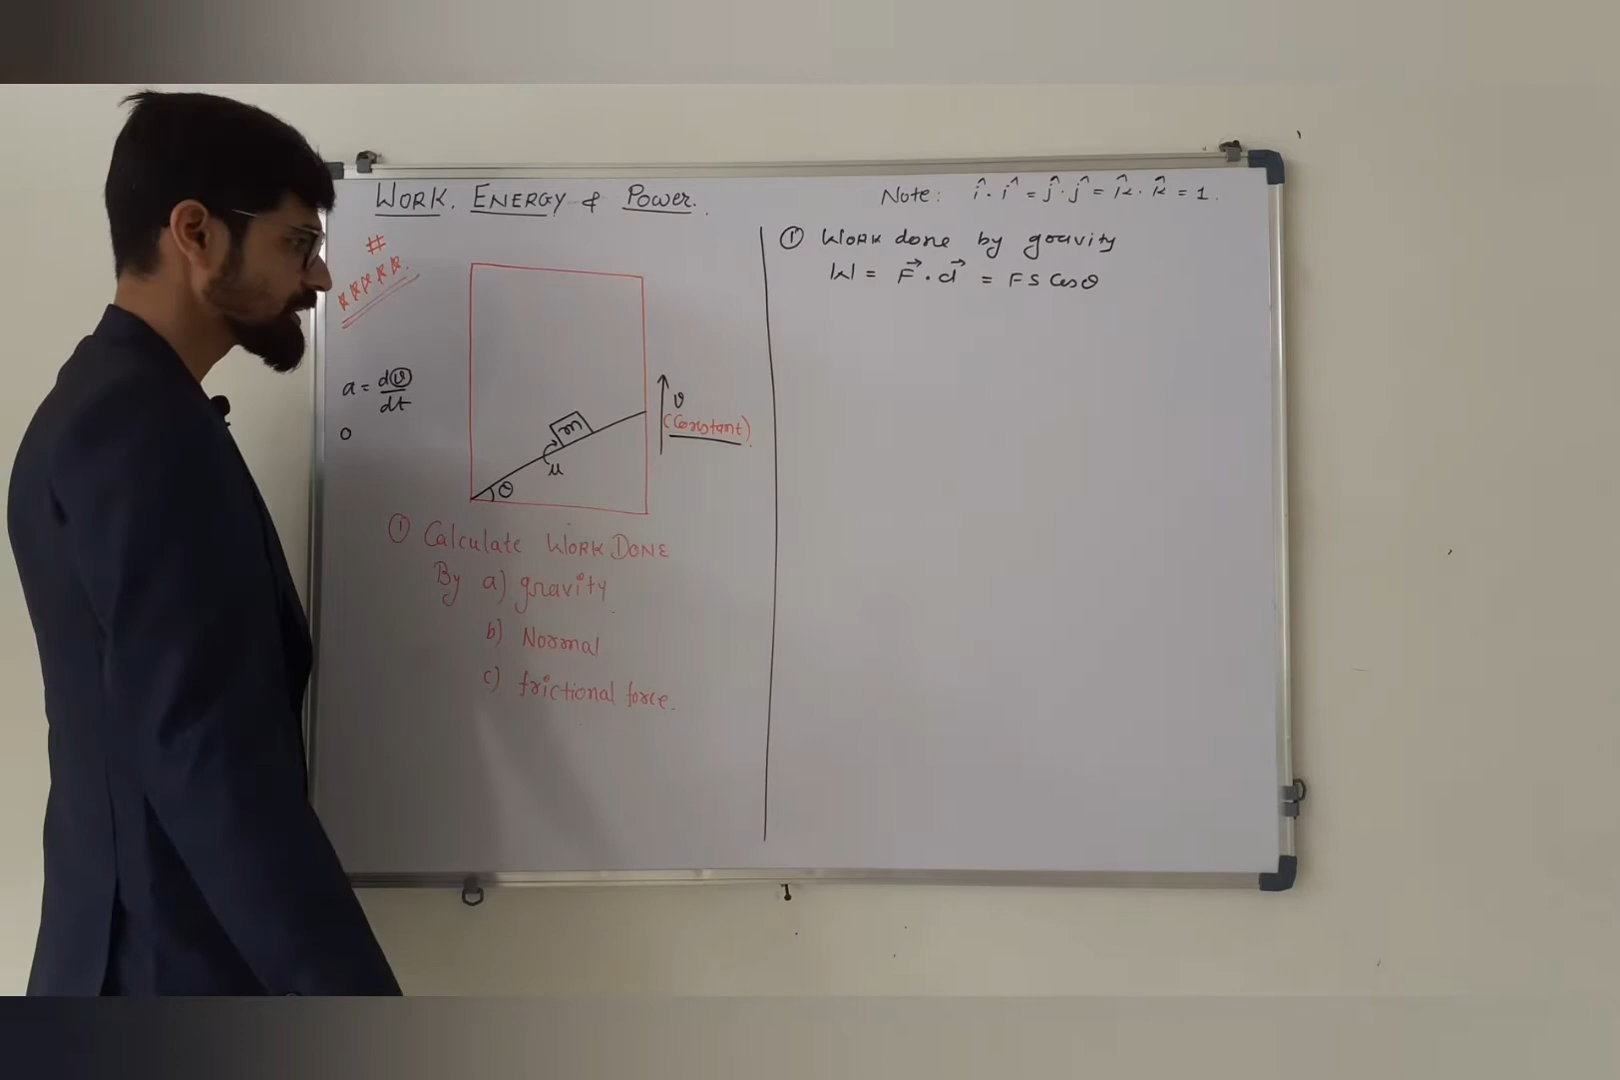 WORK, ENERGY & POWER.
#
a = dv/dt
0
m
μ
θ
v
(Constant)
① Calculate WORK DONE
By a) gravity
b) Normal
c) frictional force.
Note: î·î = ĵ·ĵ = k̂·k̂ = 1.
① WORK done by gravity
W = F⃗ · d⃗ = FS Cosθ